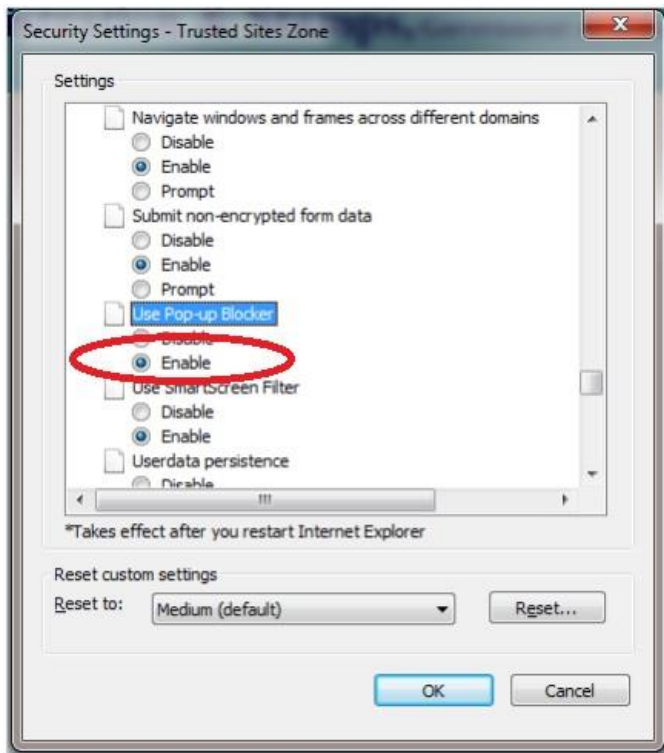 Security Settings - Trusted Sites Zone
Settings
Navigate windows and frames across different domains
Disable
Enable
Prompt
Submit non-encrypted form data
Disable
Enable
Prompt
Use Pop-up Blocker
Disable
Enable
Use SmartScreen Filter
Disable
Enable
Userdata persistence
Disable
*Takes effect after you restart Internet Explorer
Reset custom settings
Reset to: Medium (default) Reset...
OK Cancel